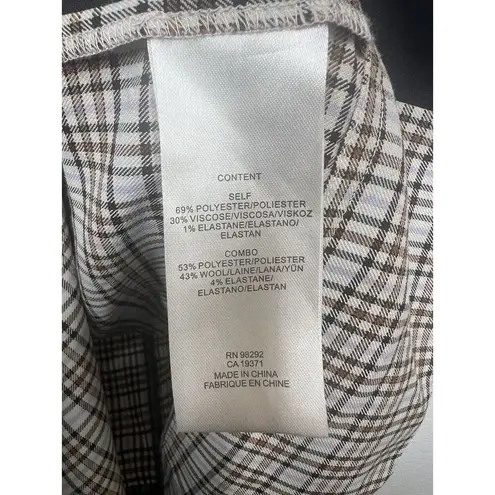 CONTENT
SELF
69% POLYESTER/POLIESTER
30% VISCOSE/VISCOSA/VISKOZ
1% ELASTANE/ELASTANO/
ELASTAN
COMBO
53% POLYESTER/POLIESTER
43% WOOL/LAINE/LANA/YÜN
4% ELASTANE/
ELASTANO/ELASTAN
RN 98292
CA 19371
MADE IN CHINA
FABRIQUE EN CHINE